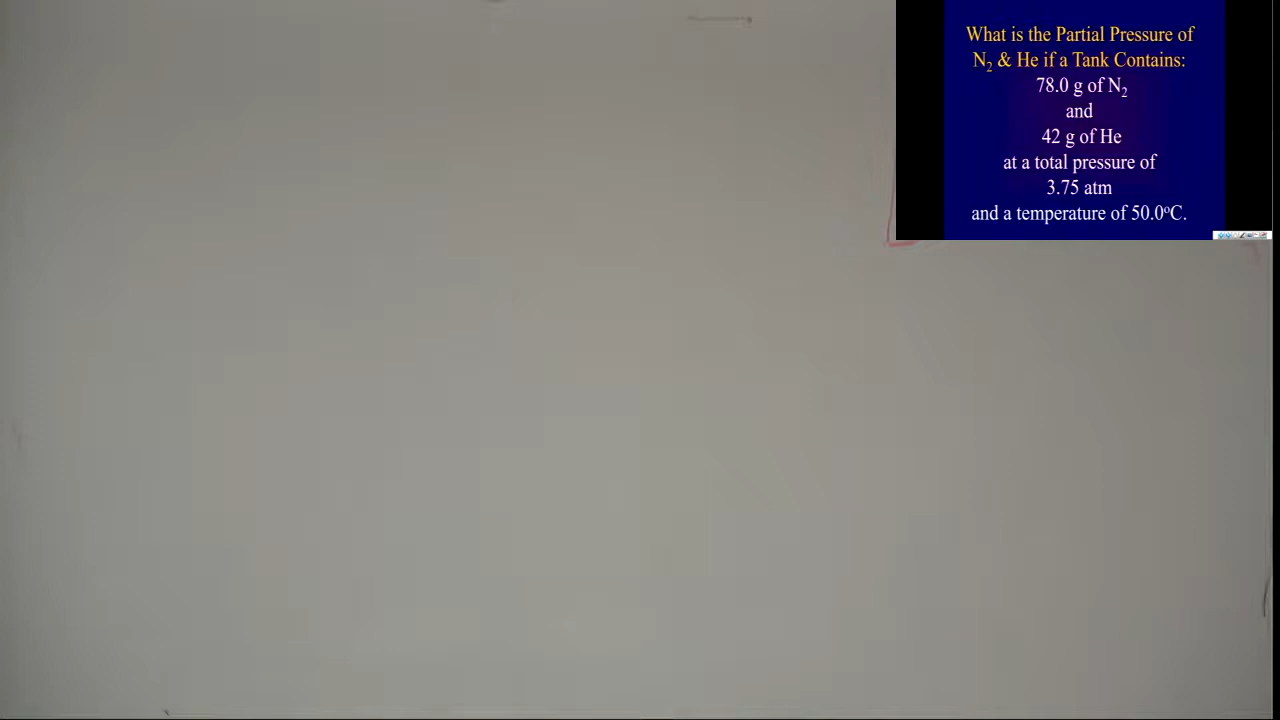 What is the Partial Pressure of
N₂ & He if a Tank Contains:
78.0 g of N₂
and
42 g of He
at a total pressure of
3.75 atm
and a temperature of 50.0ºC.